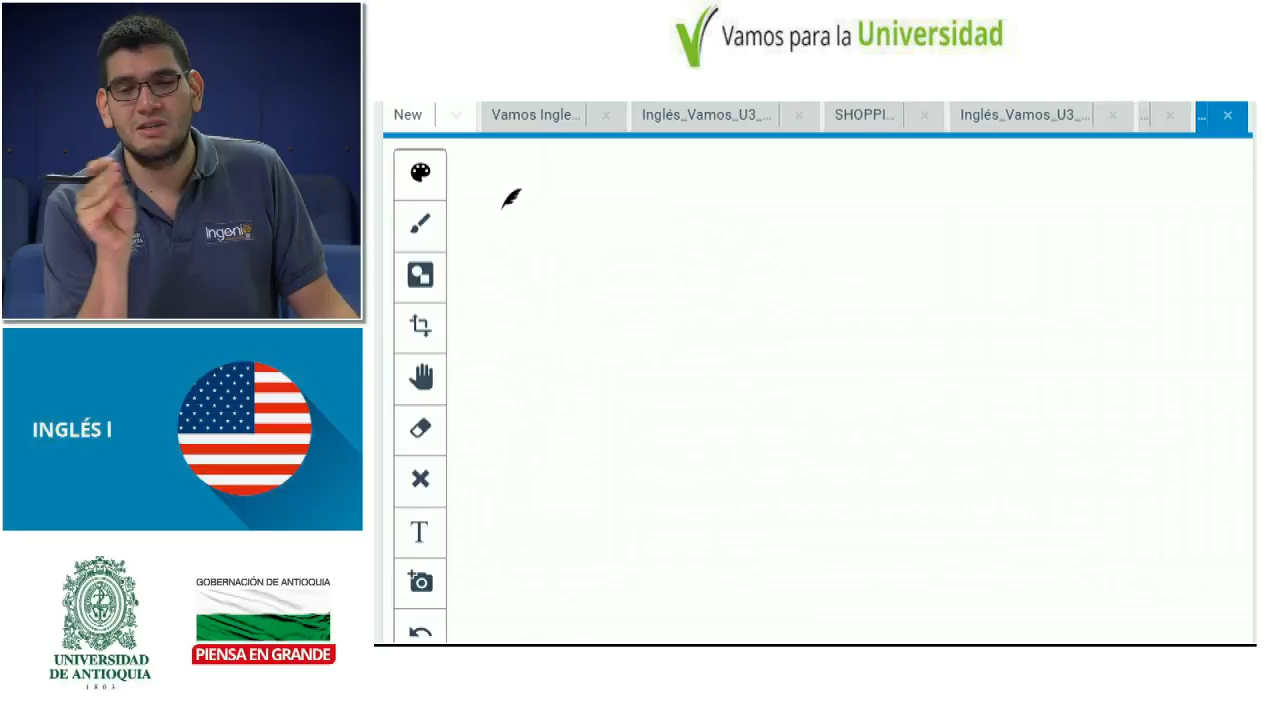 Vamos para la Universidad
New
Vamos Ingle...
Inglés_Vamos_U3_...
SHOPPI...
Inglés_Vamos_U3_...
...
...
Ingeni@
INGLÉS I
T
UNIVERSIDAD
DE ANTIOQUIA
1803
GOBERNACIÓN DE ANTIOQUIA
PIENSA EN GRANDE